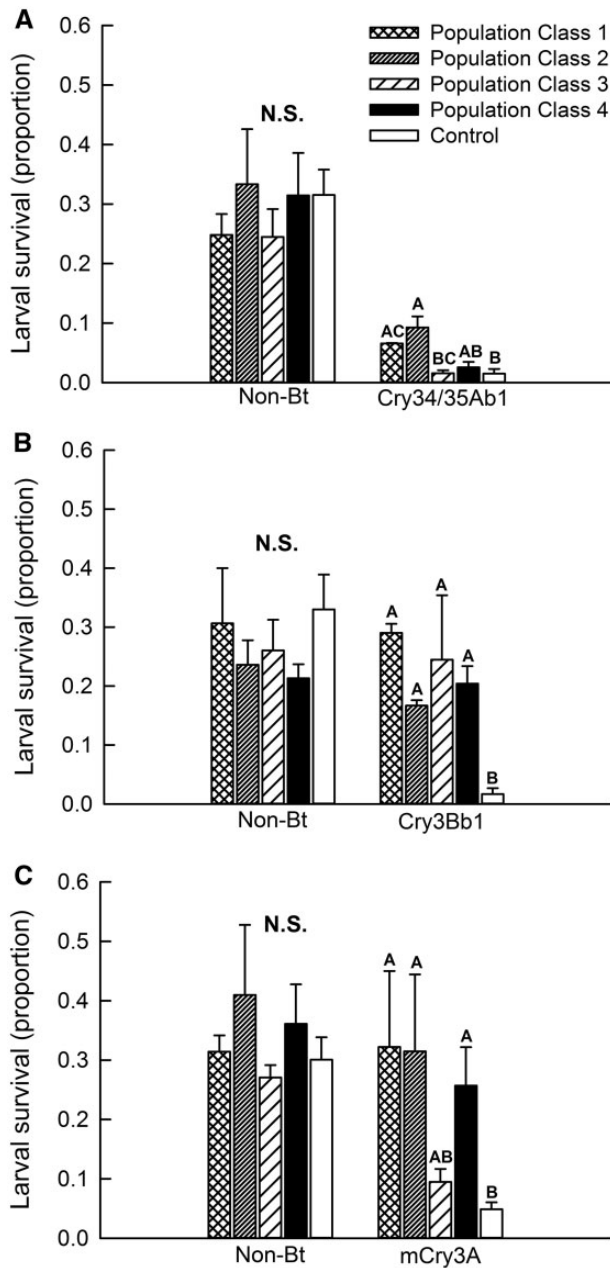 A
0.6
0.5
0.4
0.3
0.2
0.1
0.0
Larval survival (proportion)
Population Class 1
Population Class 2
Population Class 3
Population Class 4
Control
N.S.
AC
A
BC
AB
B
Non-Bt
Cry34/35Ab1
B
0.6
0.5
0.4
0.3
0.2
0.1
0.0
Larval survival (proportion)
N.S.
A
A
A
A
B
Non-Bt
Cry3Bb1
C
0.6
0.5
0.4
0.3
0.2
0.1
0.0
Larval survival (proportion)
N.S.
A
A
AB
A
B
Non-Bt
mCry3A